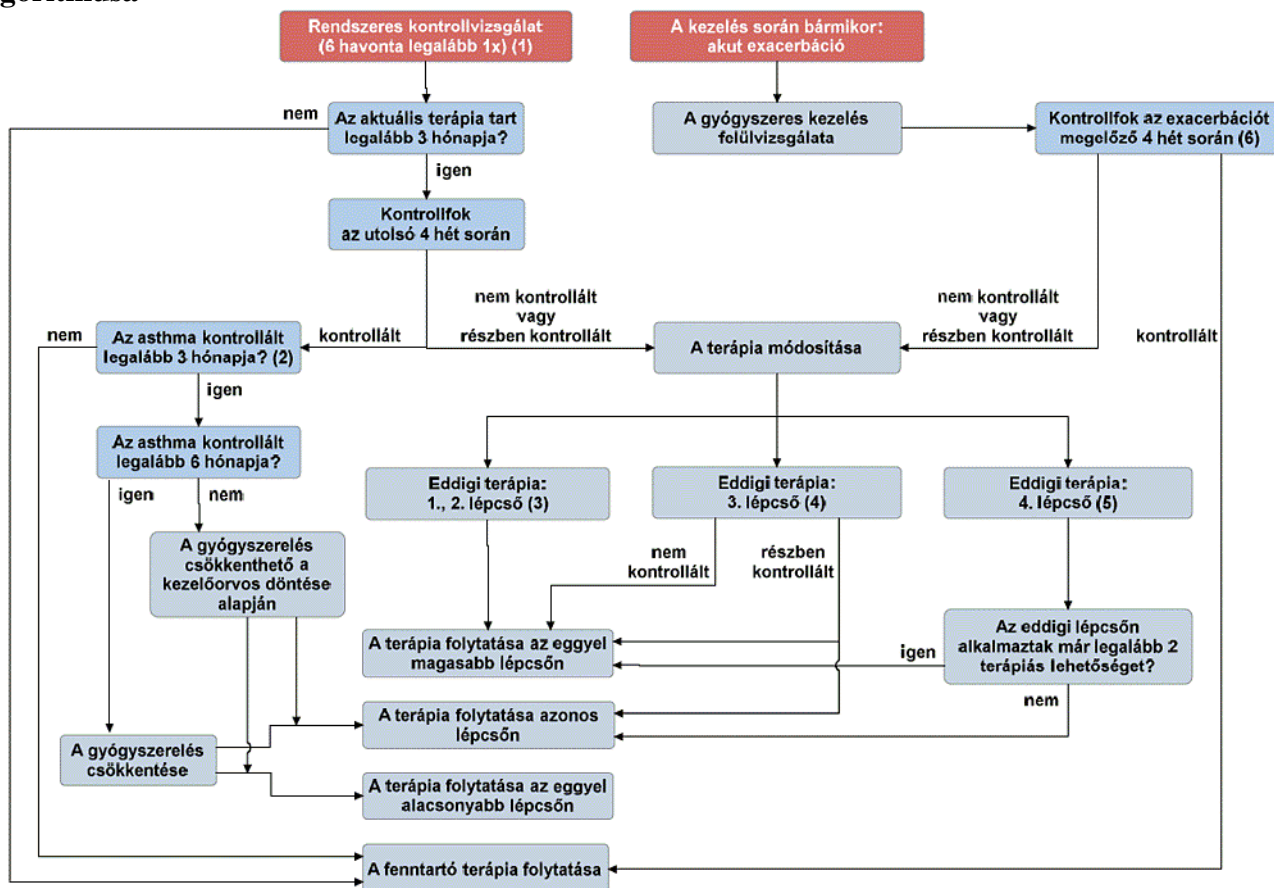 Rendszeres kontrollvizsgálat
(6 havonta legalább 1x) (1)
A kezelés során bármikor:
akut exacerbáció
nem
Az aktuális terápia tart
legalább 3 hónapja?
A gyógyszeres kezelés
felülvizsgálata
Kontrollfok az exacerbációt
megelőző 4 hét során (6)
igen
Kontrollfok
az utolsó 4 hét során
nem kontrollált
vagy
részben kontrollált
nem kontrollált
vagy
részben kontrollált
nem
Az asthma kontrollált
legalább 3 hónapja? (2)
kontrollált
A terápia módosítása
kontrollált
igen
Az asthma kontrollált
legalább 6 hónapja?
igen
nem
Eddigi terápia:
1., 2. lépcső (3)
Eddigi terápia:
3. lépcső (4)
Eddigi terápia:
4. lépcső (5)
A gyógyszerelés
csökkenthető a
kezelőorvos döntése
alapján
nem
kontrollált
részben
kontrollált
A terápia folytatása az eggyel
magasabb lépcsőn
igen
Az eddigi lépcsőn
alkalmaztak már legalább 2
terápiás lehetőséget?
nem
A terápia folytatása azonos
lépcsőn
A gyógyszerelés
csökkentése
A terápia folytatása az eggyel
alacsonyabb lépcsőn
A fenntartó terápia folytatása